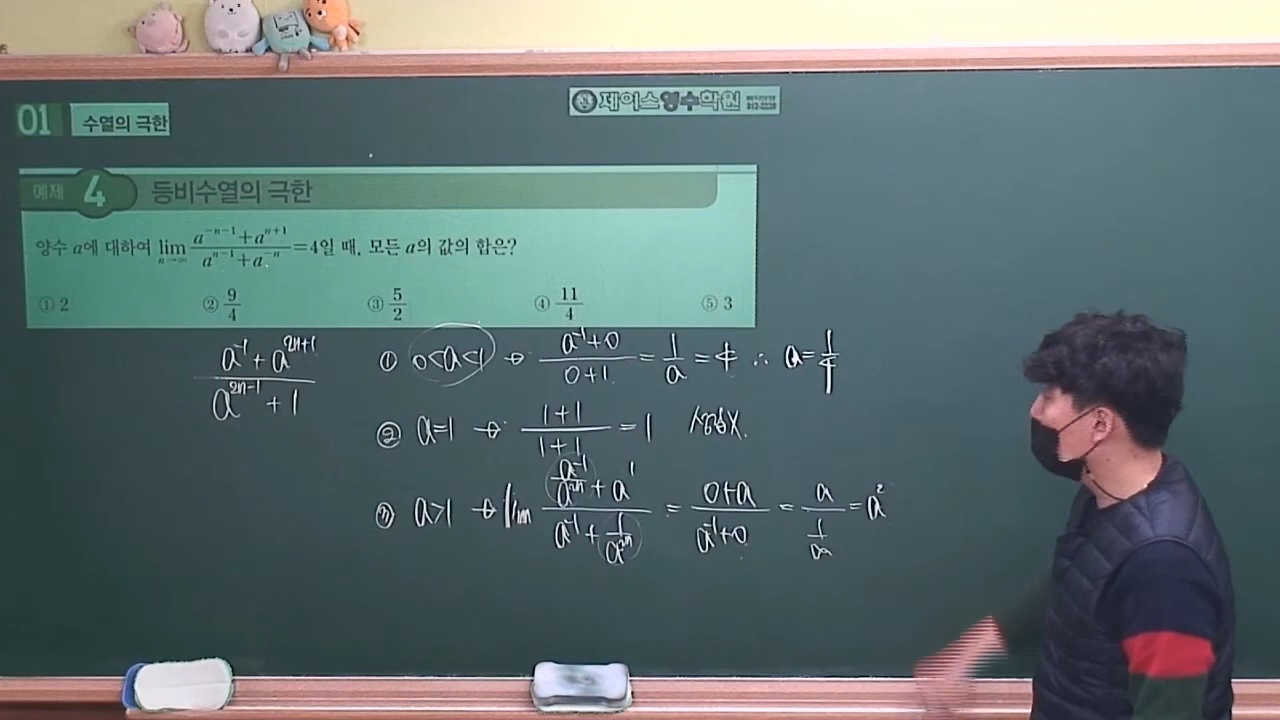 01 수열의 극한
제이스영수학원
예제 4 등비수열의 극한
양수 a에 대하여 lim n→∞ (a^{-n-1}+a^{n+1})/(a^{n-1}+a^{-n}) =4일 때, 모든 a의 값의 합은?
① 2 ② 9/4 ③ 5/2 ④ 11/4 ⑤ 3
(a^{-1}+a^{2n+1})/(a^{2n-1}+1)
① 0<a<1 → (a^{-1}+0)/(0+1) = 1/a = 4 ∴ a=1/4
② a=1 → (1+1)/(1+1) = 1 성립X.
③ a>1 → lim (a^{-1}/a^{2n}+a^1)/(a^{-1}+1/a^{2n}) = (0+a)/(a^{-1}+0) = a/(1/a) = a^2